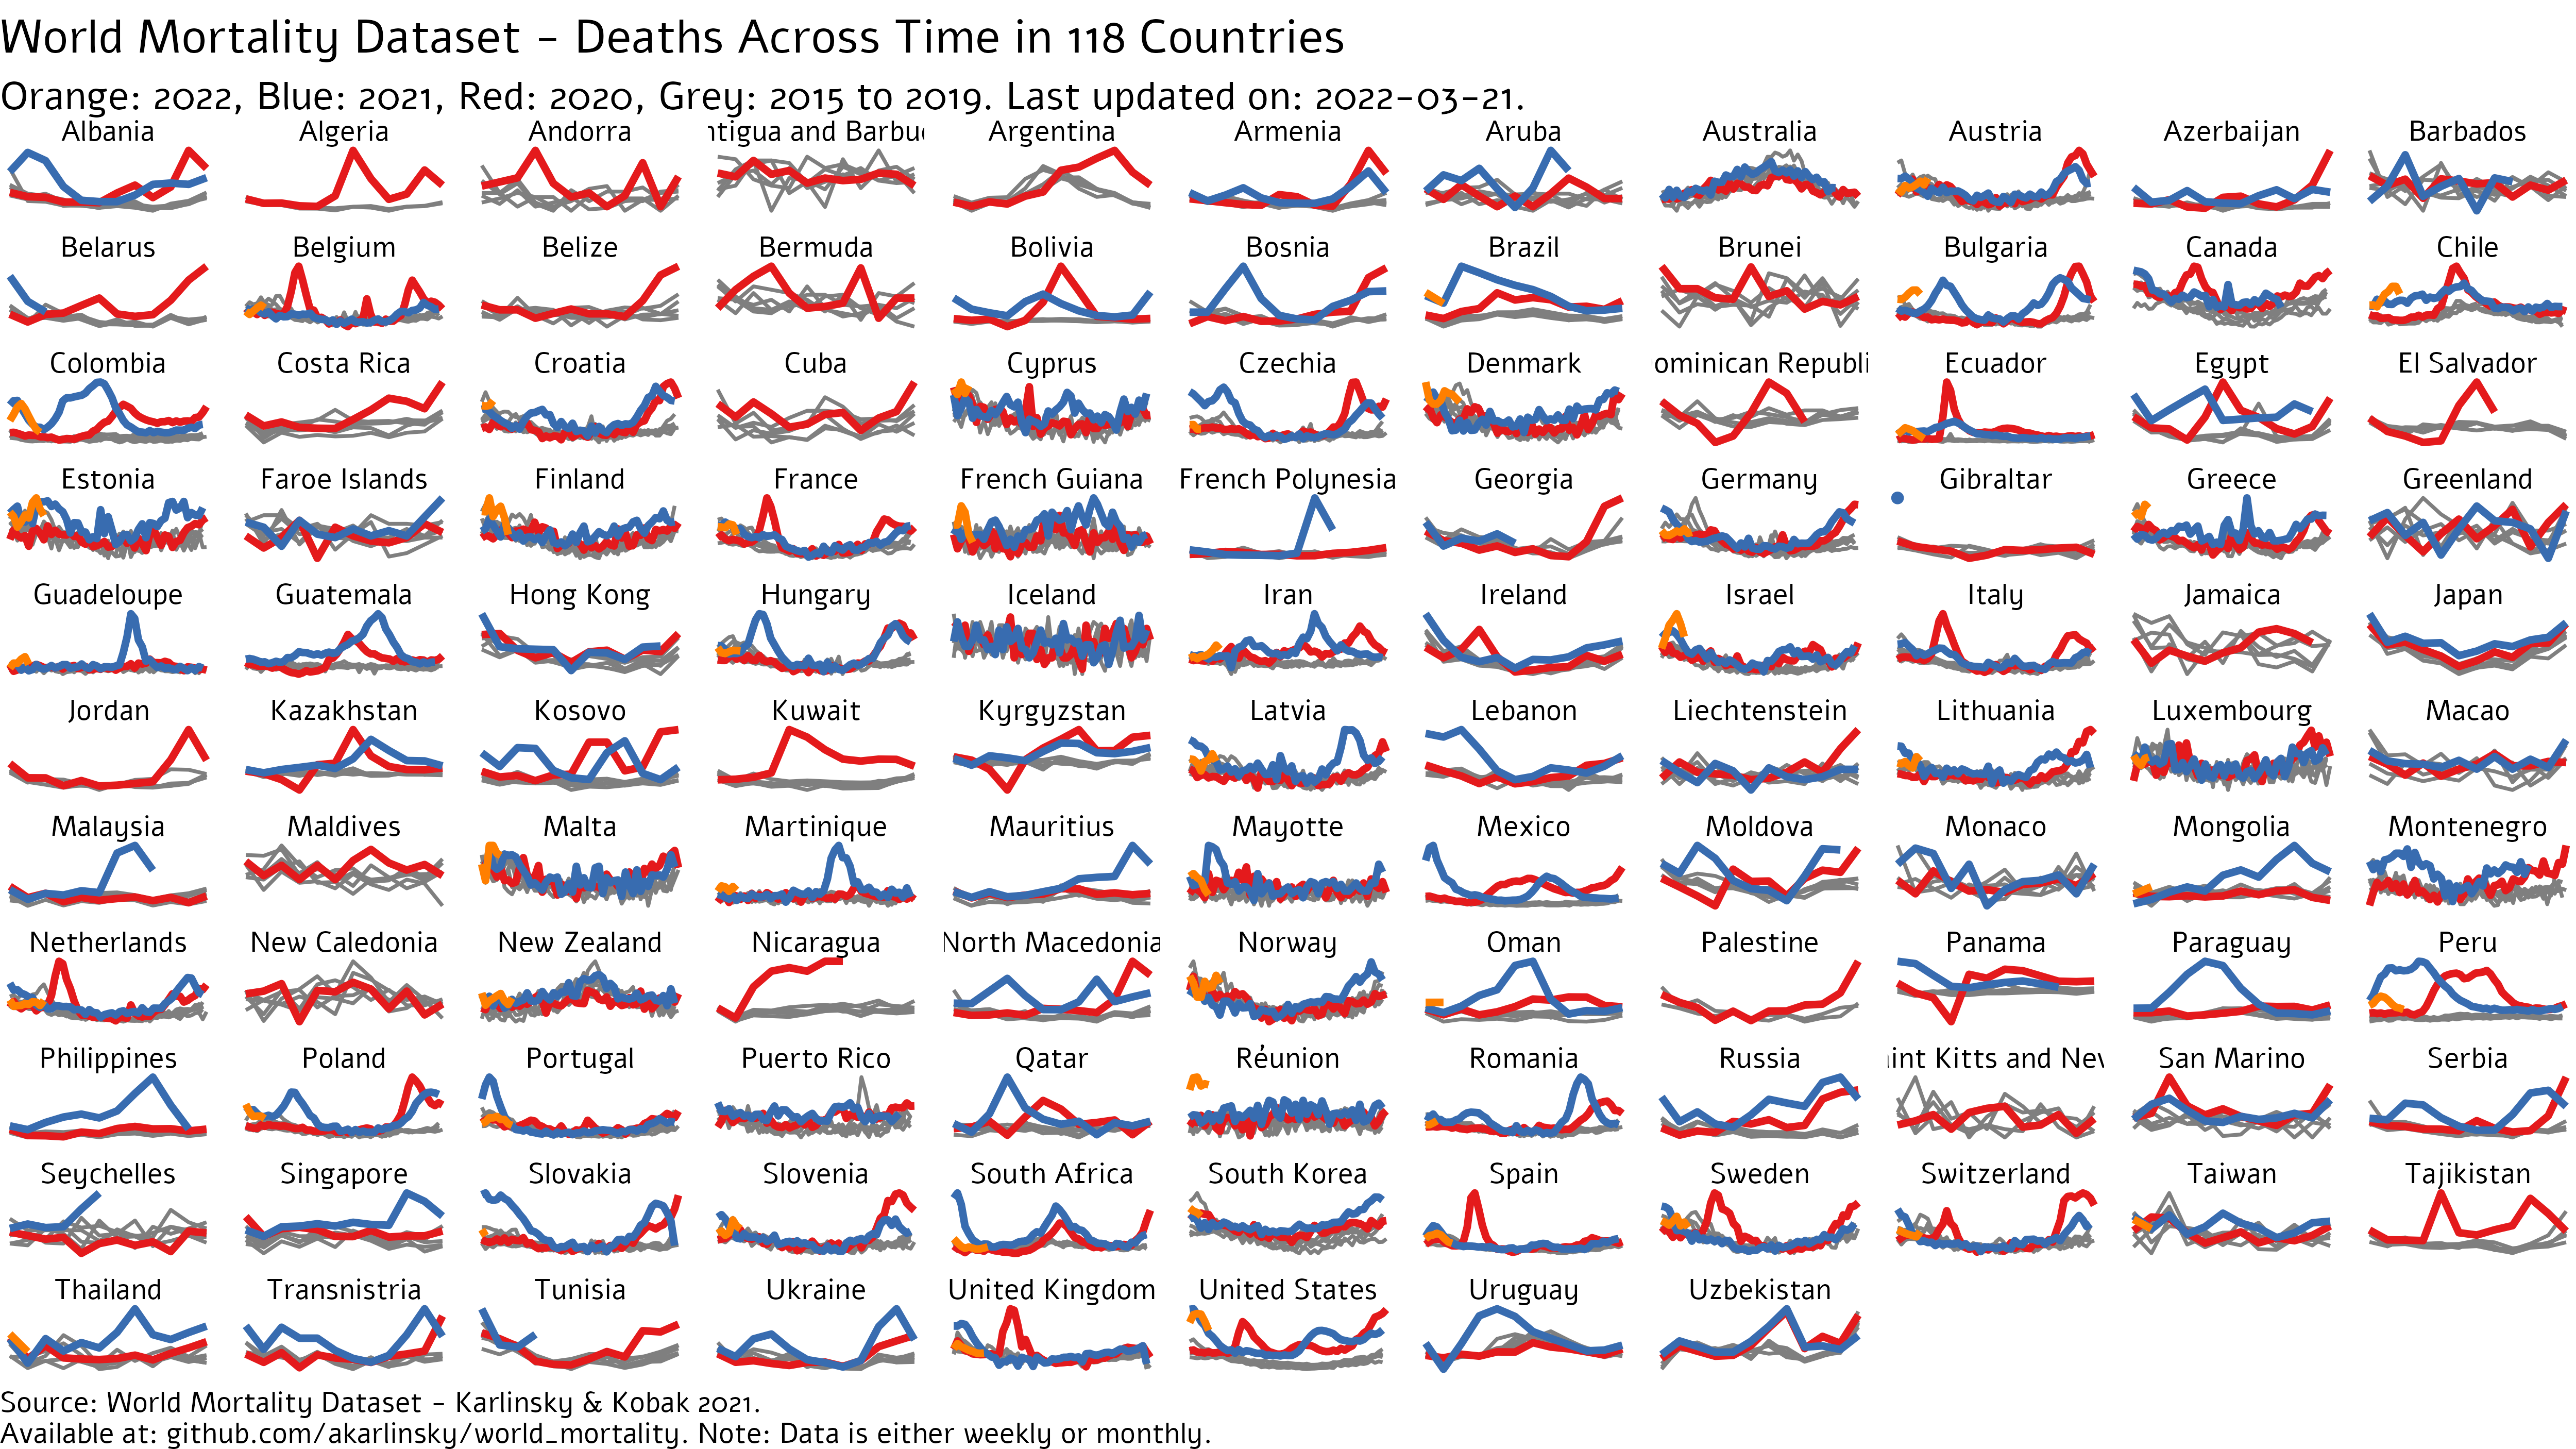 World Mortality Dataset - Deaths Across Time in 118 Countries
Orange: 2022, Blue: 2021, Red: 2020, Grey: 2015 to 2019. Last updated on: 2022-03-21.
Albania Algeria Andorra ntigua and Barbu Argentina Armenia Aruba Australia Austria Azerbaijan Barbados
Belarus Belgium Belize Bermuda Bolivia Bosnia Brazil Brunei Bulgaria Canada Chile
Colombia Costa Rica Croatia Cuba Cyprus Czechia Denmark ominican Republi Ecuador Egypt El Salvador
Estonia Faroe Islands Finland France French Guiana French Polynesia Georgia Germany Gibraltar Greece Greenland
Guadeloupe Guatemala Hong Kong Hungary Iceland Iran Ireland Israel Italy Jamaica Japan
Jordan Kazakhstan Kosovo Kuwait Kyrgyzstan Latvia Lebanon Liechtenstein Lithuania Luxembourg Macao
Malaysia Maldives Malta Martinique Mauritius Mayotte Mexico Moldova Monaco Mongolia Montenegro
Netherlands New Caledonia New Zealand Nicaragua North Macedonia Norway Oman Palestine Panama Paraguay Peru
Philippines Poland Portugal Puerto Rico Qatar Réunion Romania Russia int Kitts and Nev San Marino Serbia
Seychelles Singapore Slovakia Slovenia South Africa South Korea Spain Sweden Switzerland Taiwan Tajikistan
Thailand Transnistria Tunisia Ukraine United Kingdom United States Uruguay Uzbekistan
Source: World Mortality Dataset - Karlinsky & Kobak 2021.
Available at: github.com/akarlinsky/world_mortality. Note: Data is either weekly or monthly.